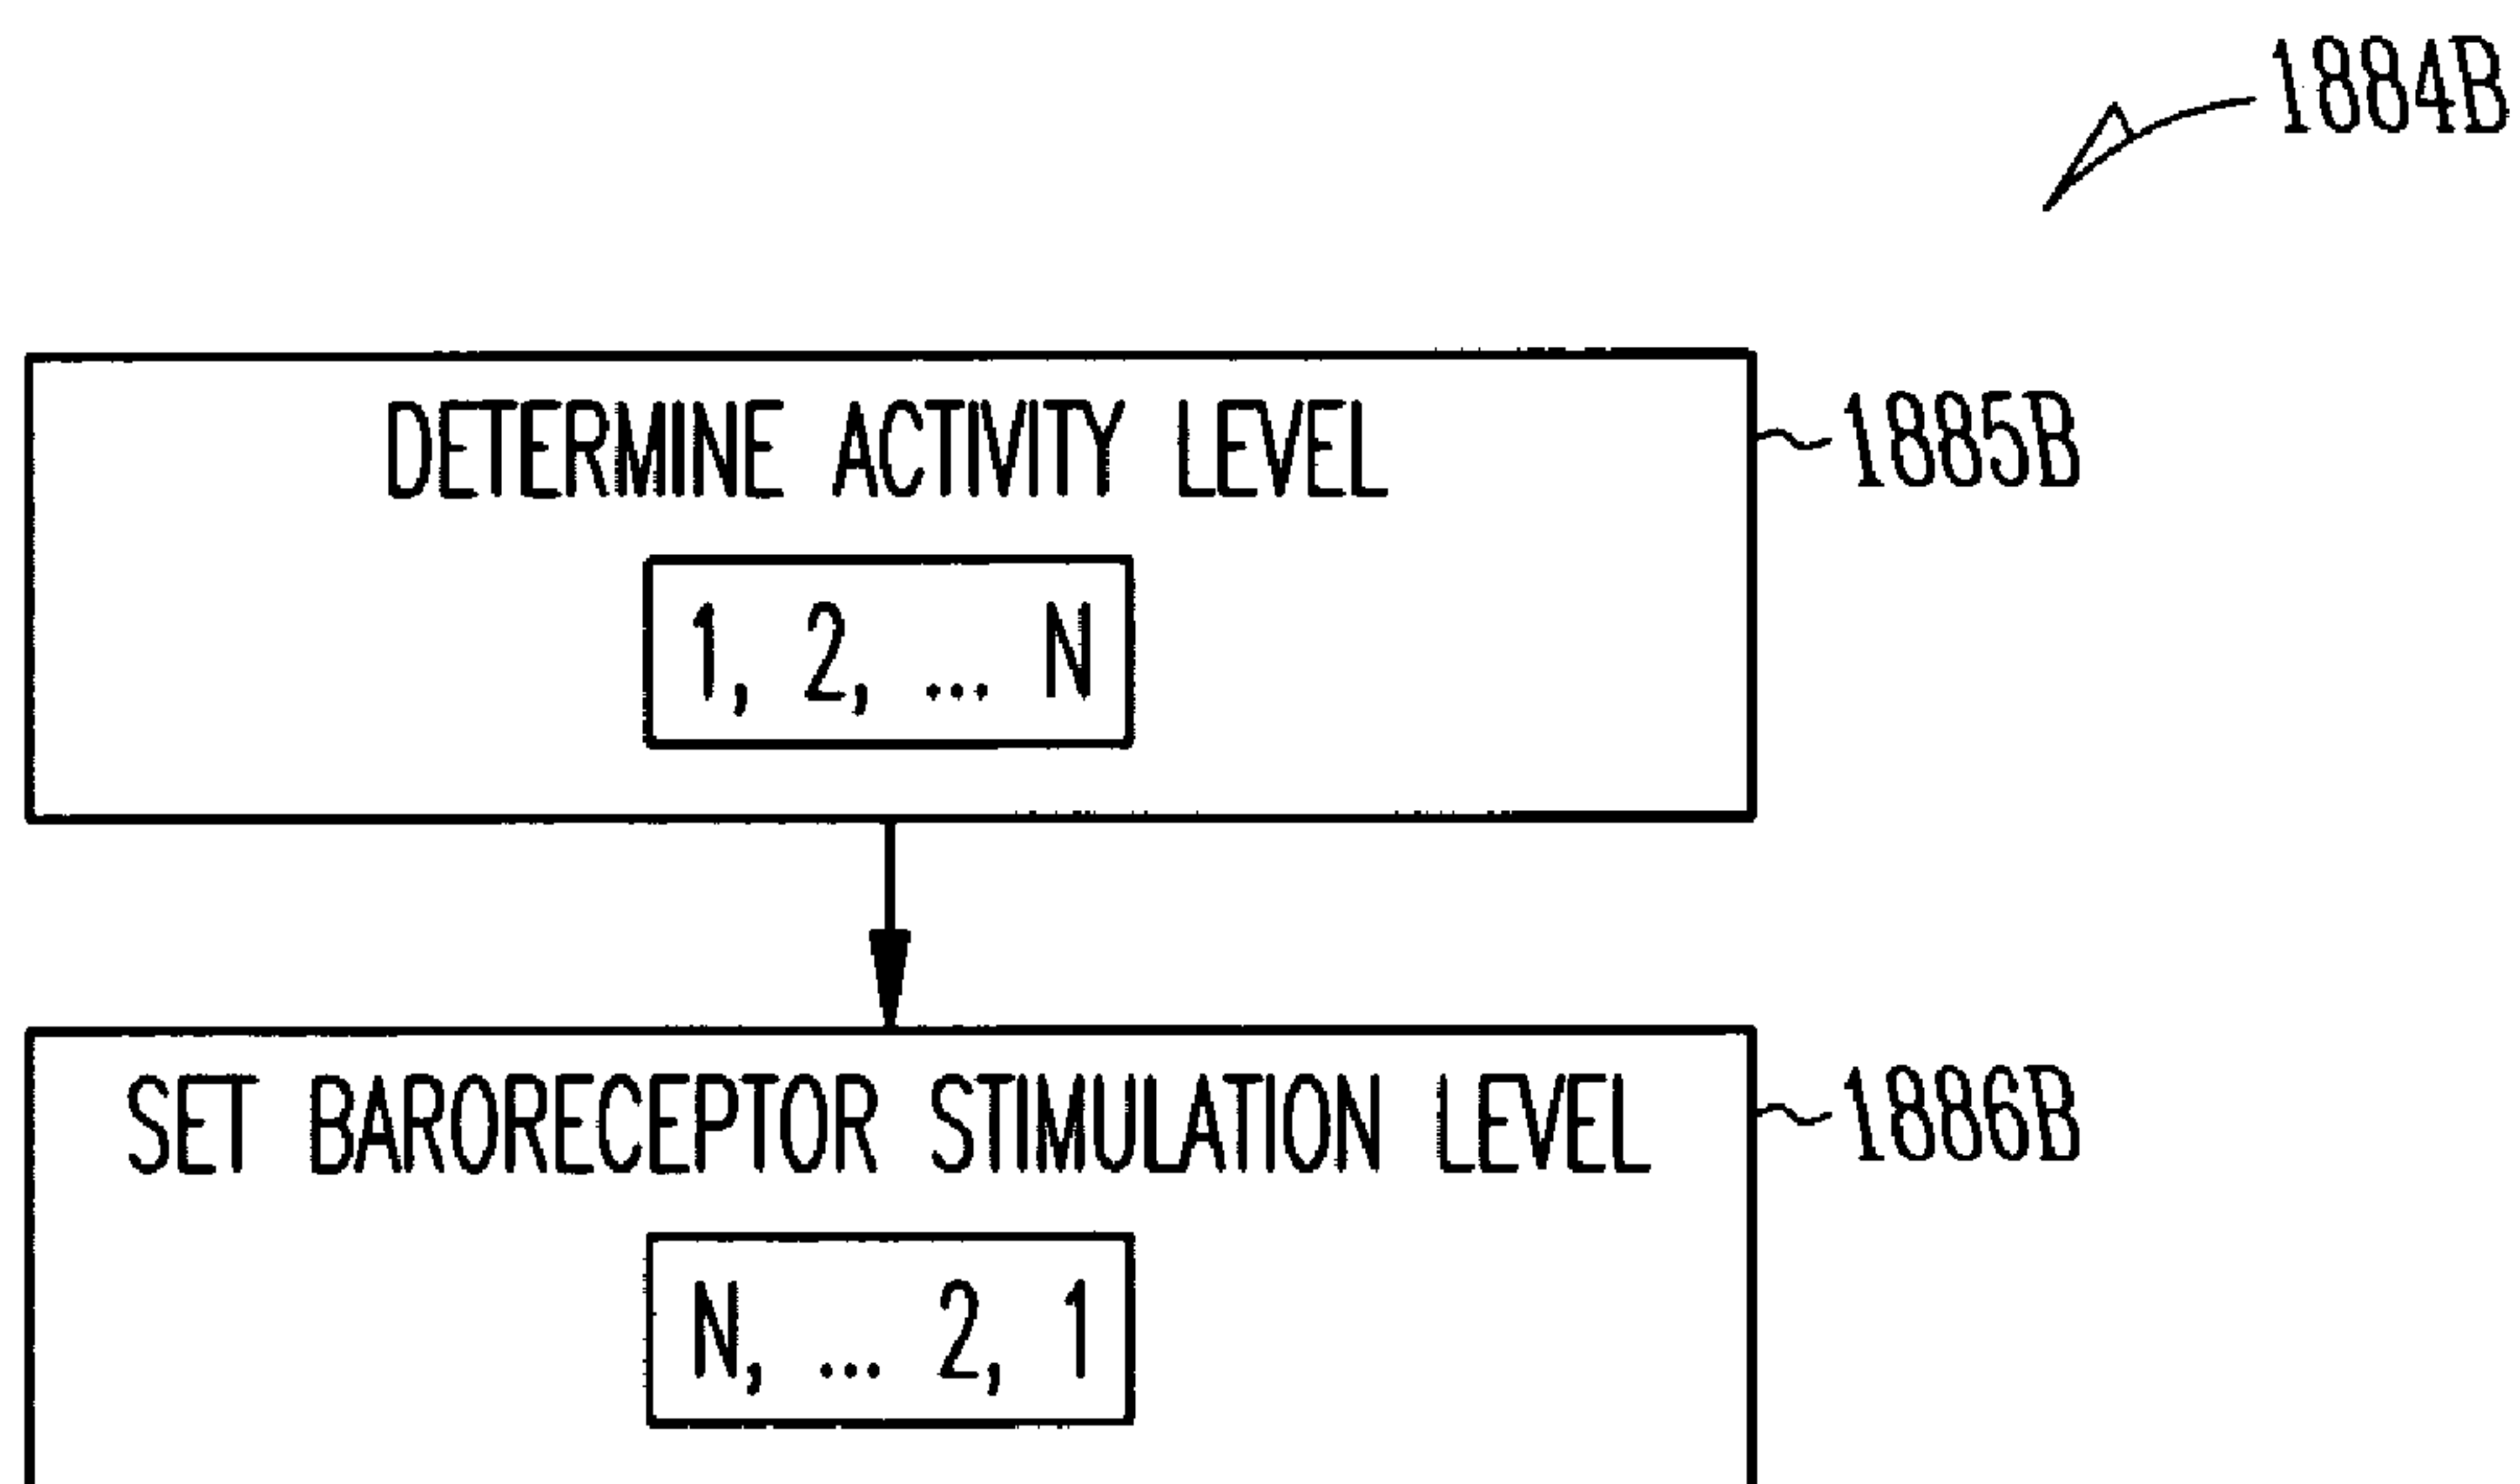 1884B
DETERMINE ACTIVITY LEVEL
1885B
1, 2, ... N
SET BARORECEPTOR STIMULATION LEVEL
1886B
N, ... 2, 1